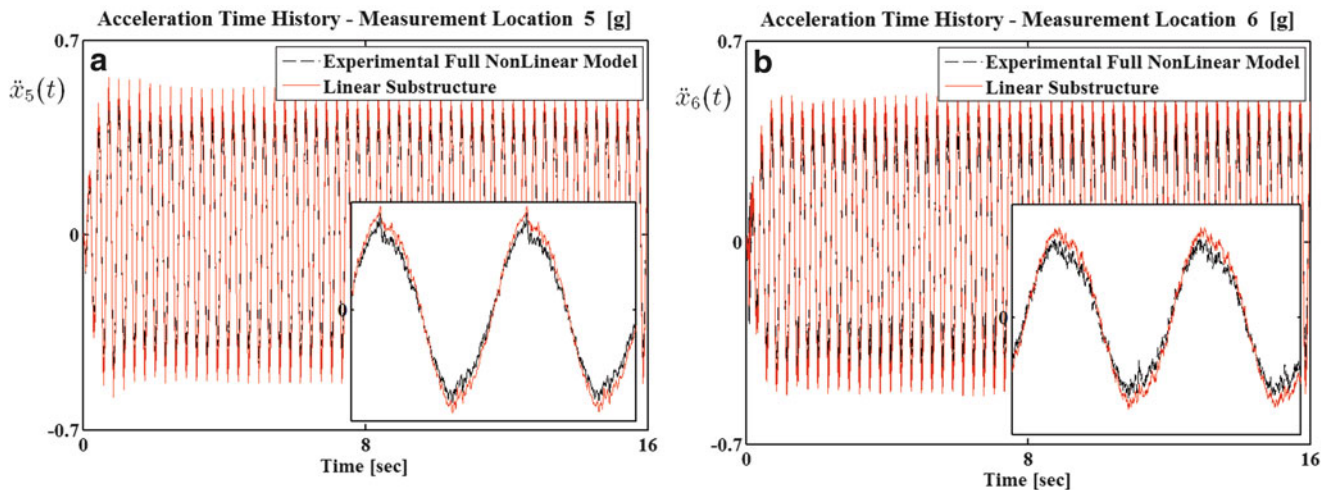 Acceleration Time History - Measurement Location 5 [g]
0.7
a
Experimental Full NonLinear Model
Linear Substructure
ẍ₅(t)
0
0
-0.7
0
8
16
Time [sec]
Acceleration Time History - Measurement Location 6 [g]
0.7
b
Experimental Full NonLinear Model
Linear Substructure
ẍ₆(t)
0
0
-0.7
0
8
16
Time [sec]